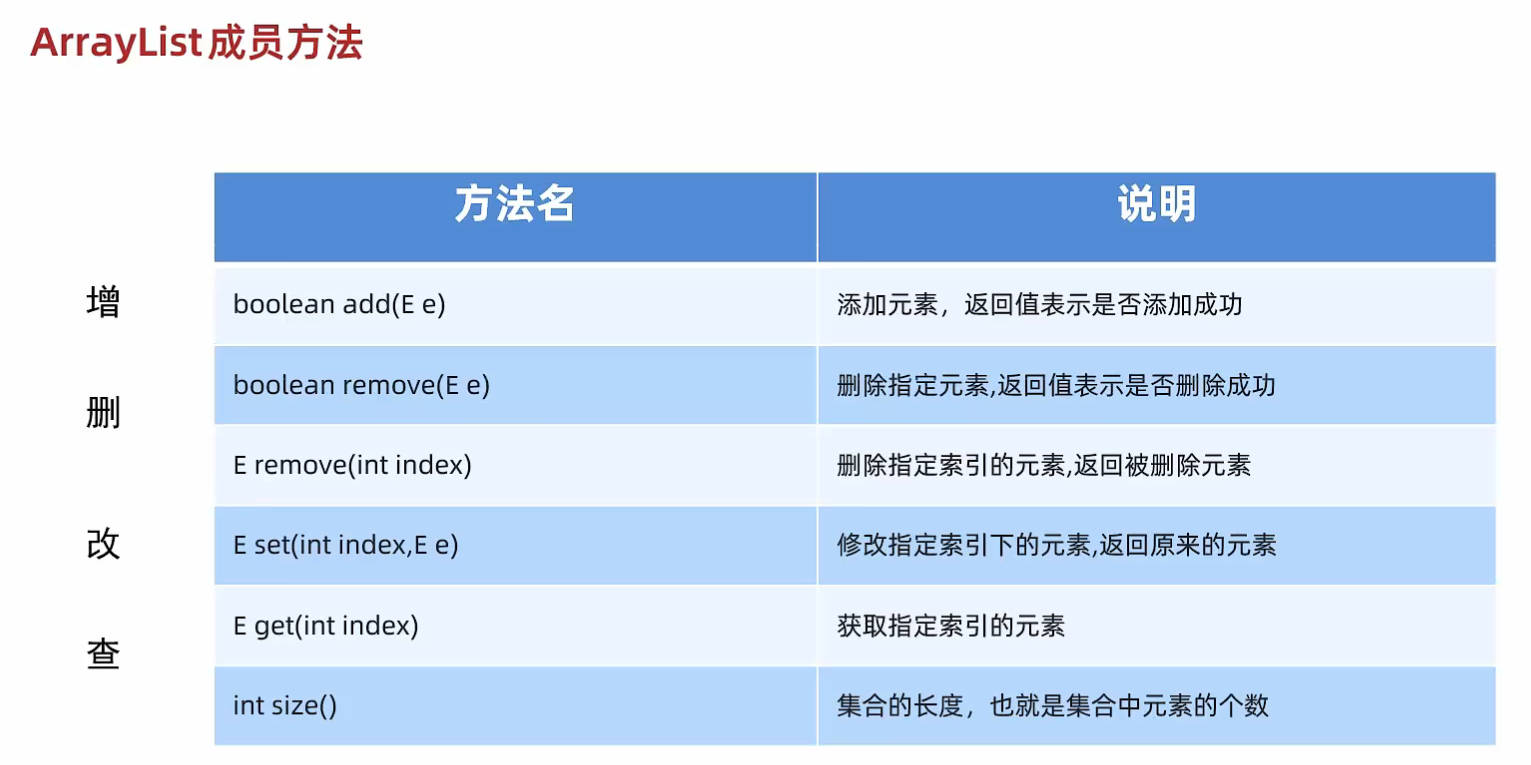 ArrayList成员方法
方法名 说明
增 boolean add(E e) 添加元素，返回值表示是否添加成功
boolean remove(E e) 删除指定元素,返回值表示是否删除成功
删
E remove(int index) 删除指定索引的元素,返回被删除元素
改 E set(int index,E e) 修改指定索引下的元素,返回原来的元素
E get(int index) 获取指定索引的元素
查
int size() 集合的长度，也就是集合中元素的个数